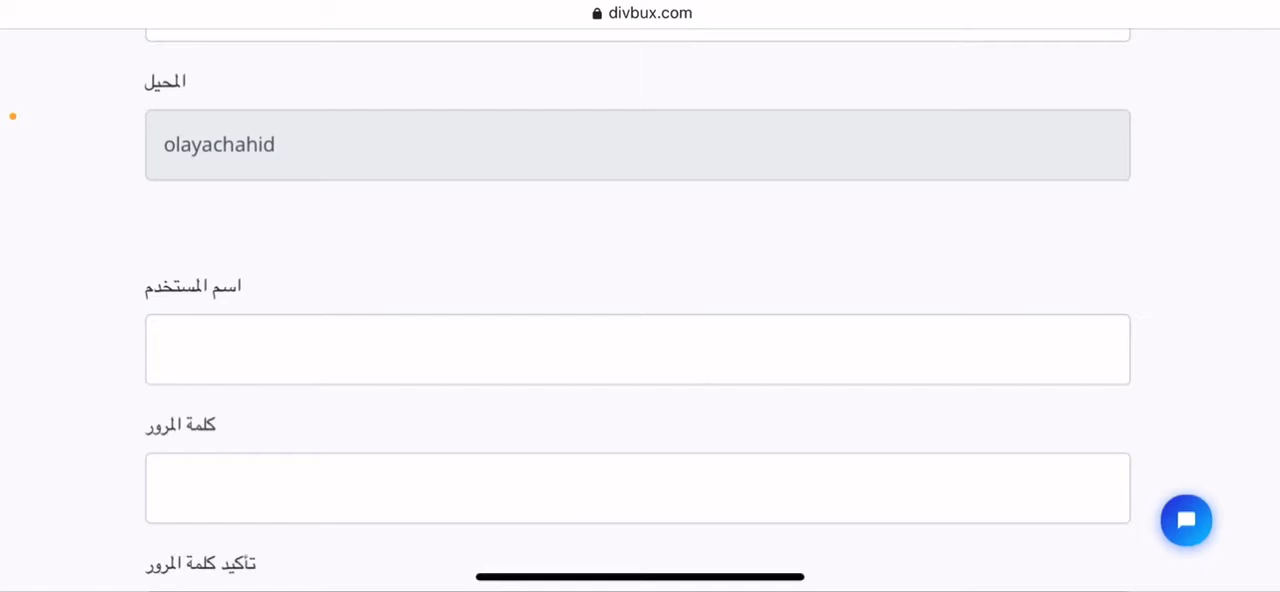 divbux.com
المحيل
olayachahid
اسم المستخدم
كلمة المرور
تأكيد كلمة المرور